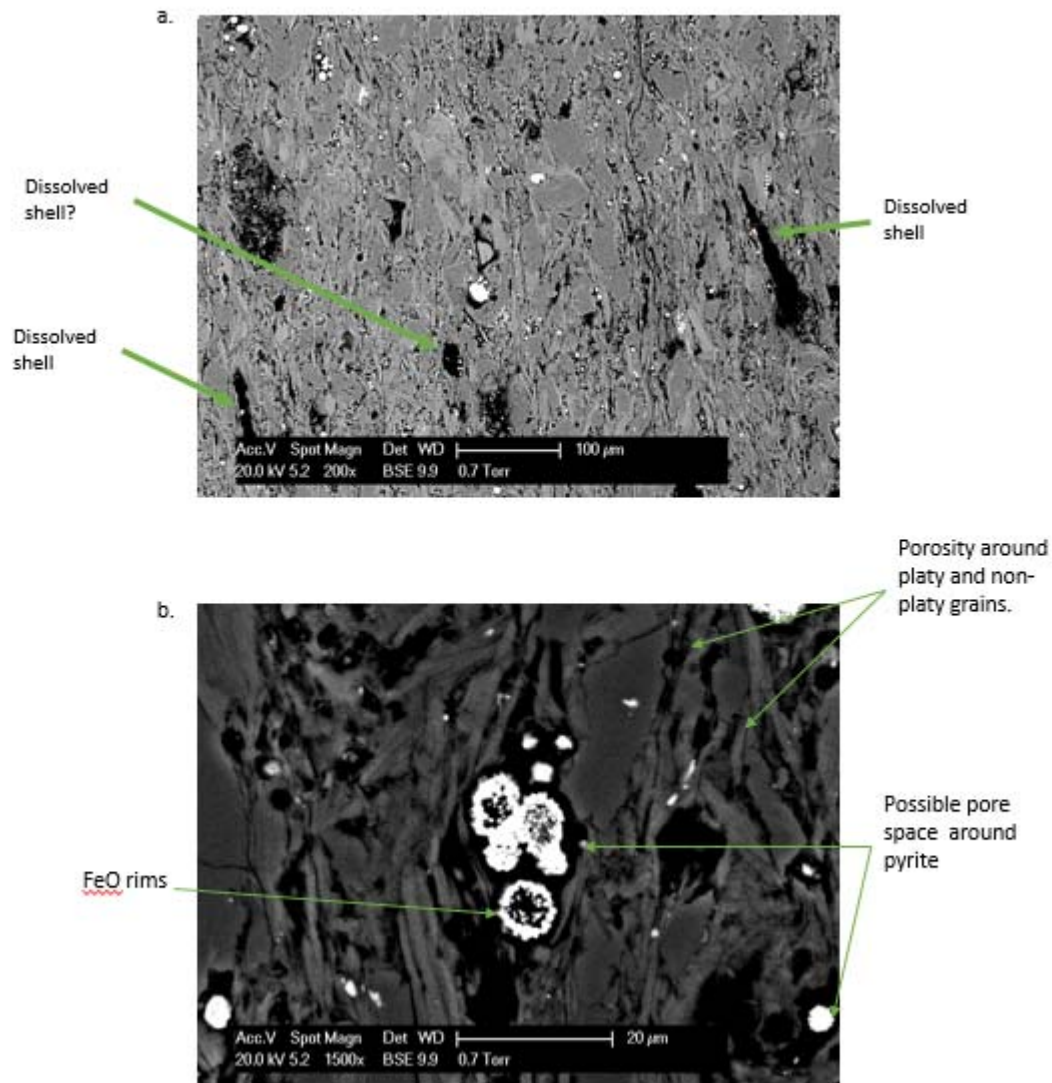 a.
Dissolved
shell?
Dissolved
shell
Dissolved
shell
Acc.V Spot Magn Det WD 100 µm
20.0 kV 5.2 200x BSE 9.9 0.7 Torr
b.
Porosity around
platy and non-
platy grains.
Possible pore
space around
pyrite
FeO rims
Acc.V Spot Magn Det WD 20 µm
20.0 kV 5.2 1500x BSE 9.9 0.7 Torr